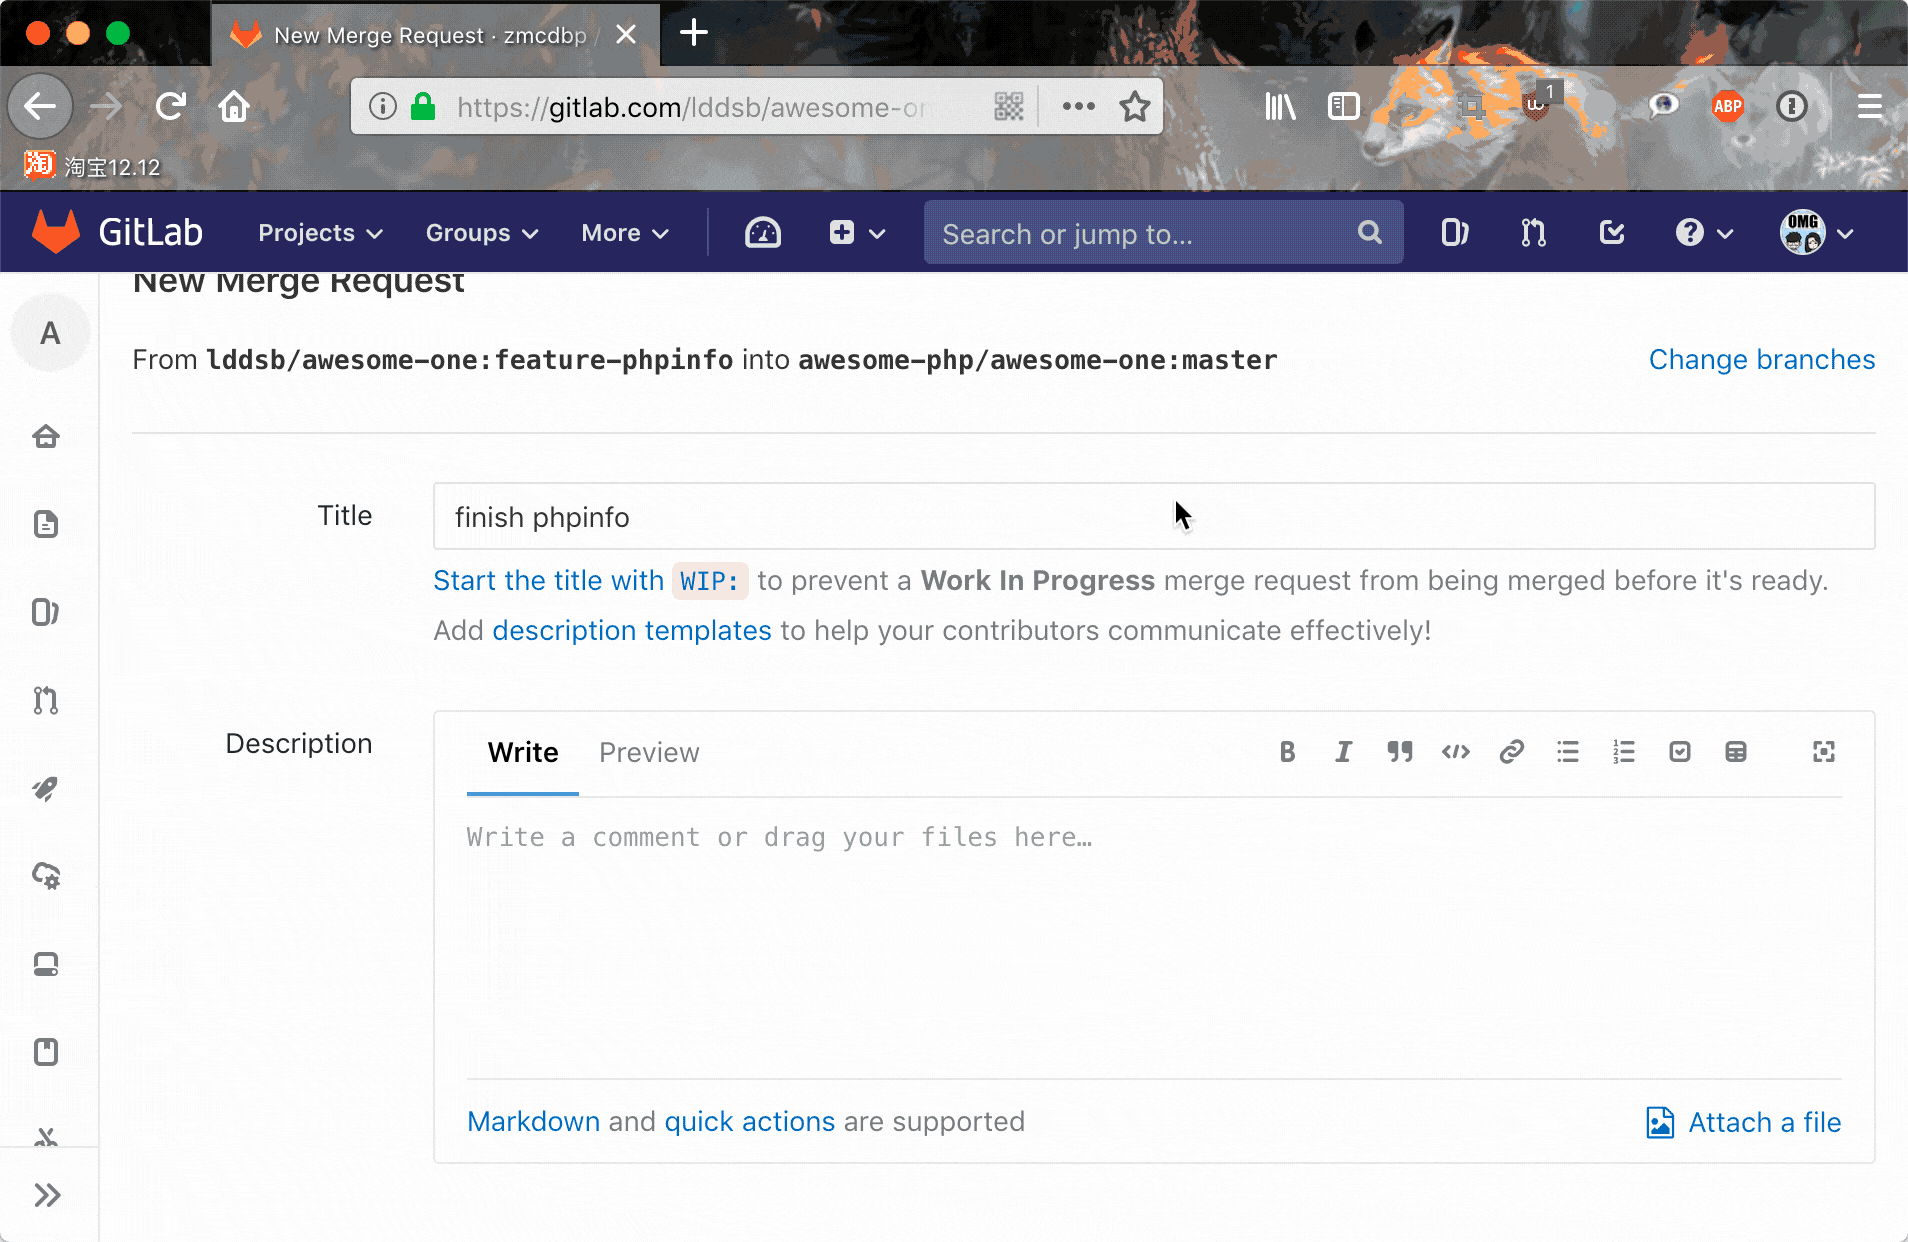 New Merge Request · zmcdbp /
https://gitlab.com/lddsb/awesome-on
1
ABP
淘
淘宝12.12
GitLab Projects Groups More Search or jump to... OMG
New Merge Request
A
From lddsb/awesome-one:feature-phpinfo into awesome-php/awesome-one:master Change branches
Title finish phpinfo
Start the title with WIP: to prevent a Work In Progress merge request from being merged before it's ready.
Add description templates to help your contributors communicate effectively!
Description Write Preview
Write a comment or drag your files here…
Markdown and quick actions are supported Attach a file